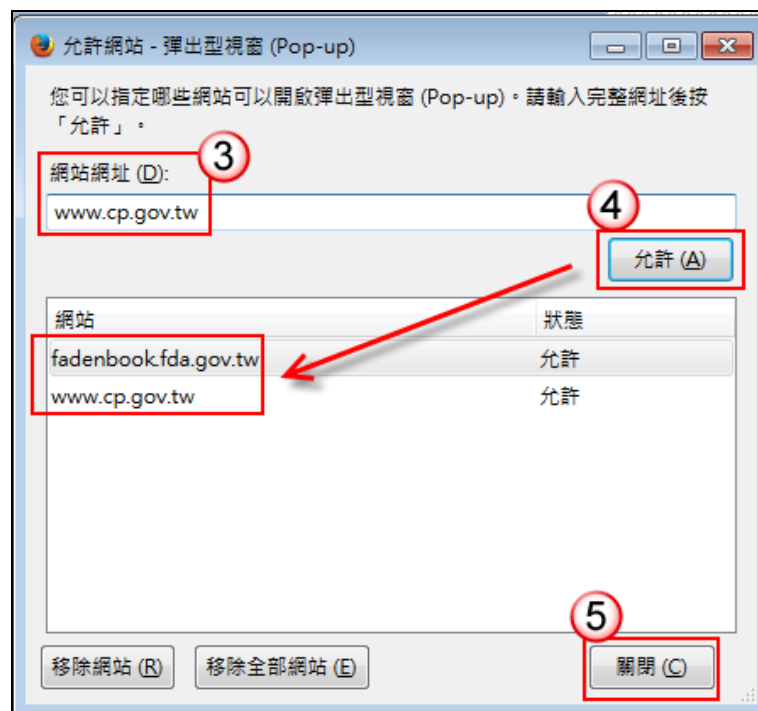 允許網站 - 彈出型視窗 (Pop-up)
您可以指定哪些網站可以開啟彈出型視窗 (Pop-up)。請輸入完整網址後按
「允許」。
3
網站網址 (D):
www.cp.gov.tw
4
允許 (A)
網站 狀態
fadenbook.fda.gov.tw 允許
www.cp.gov.tw 允許
5
移除網站 (R) 移除全部網站 (E) 關閉 (C)